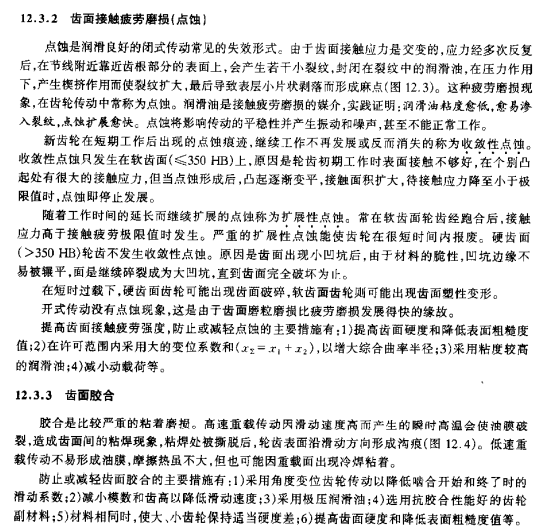 12.3.2 齿面接触疲劳磨损(点蚀)
点蚀是润滑良好的闭式传动常见的失效形式。由于齿面接触应力是交变的,应力经多次反复
后,在节线附近靠近齿根部分的表面上,会产生若干小裂纹,封闭在裂纹中的润滑油,在压力作用
下,产生楔挤作用而使裂纹扩大,最后导致表层小片状剥落而形成麻点(图 12.3)。这种疲劳磨损现
象,在齿轮传动中常称为点蚀。润滑油是接触疲劳磨损的媒介,实践证明:润滑油粘度愈低,愈易渗
入裂纹,点蚀扩展愈快。点蚀将影响传动的平稳性并产生振动和噪声,甚至不能正常工作。
新齿轮在短期工作后出现的点蚀痕迹,继续工作不再发展或反而消失的称为收敛性点蚀。
收敛性点蚀只发生在软齿面(≤350 HB)上,原因是轮齿初期工作时表面接触不够好,在个别凸
起处有很大的接触应力,但当点蚀形成后,凸起逐渐变平,接触面积扩大,待接触应力降至小于极
限值时,点蚀即停止发展。
随着工作时间的延长而继续扩展的点蚀称为扩展性点蚀。常在软齿面轮齿经跑合后,接触
应力高于接触疲劳极限值时发生。严重的扩展性点蚀能使齿轮在很短时间内报废。硬齿面
(>350 HB)轮齿不发生收敛性点蚀。原因是齿面出现小凹坑后,由于材料的脆性,凹坑边缘不
易被辗平,而是继续碎裂成为大凹坑,直到齿面完全破坏为止。
在短时过载下,硬齿面齿轮可能出现齿面破碎,软齿面齿轮则可能出现齿面塑性变形。
开式传动没有点蚀现象,这是由于齿面磨粒磨损比疲劳磨损发展得快的缘故。
提高齿面接触疲劳强度,防止或减轻点蚀的主要措施有:1)提高齿面硬度和降低表面粗糙度
值;2)在许可范围内采用大的变位系数和(x_Σ=x₁+x₂),以增大综合曲率半径;3)采用粘度较高
的润滑油;4)减小动载荷等。
12.3.3 齿面胶合
胶合是比较严重的粘着磨损。高速重载传动因滑动速度高而产生的瞬时高温会使油膜破
裂,造成齿面间的粘焊现象,粘焊处被撕脱后,轮齿表面沿滑动方向形成沟痕(图 12.4)。低速重
载传动不易形成油膜,摩擦热虽不大,但也可能因重载而出现冷焊粘着。
防止或减轻齿面胶合的主要措施有:1)采用角度变位齿轮传动以降低啮合开始和终了时的
滑动系数;2)减小模数和齿高以降低滑动速度;3)采用极压润滑油;4)选用抗胶合性能好的齿轮
副材料;5)材料相同时,使大、小齿轮保持适当硬度差;6)提高齿面硬度和降低表面粗糙度值等。